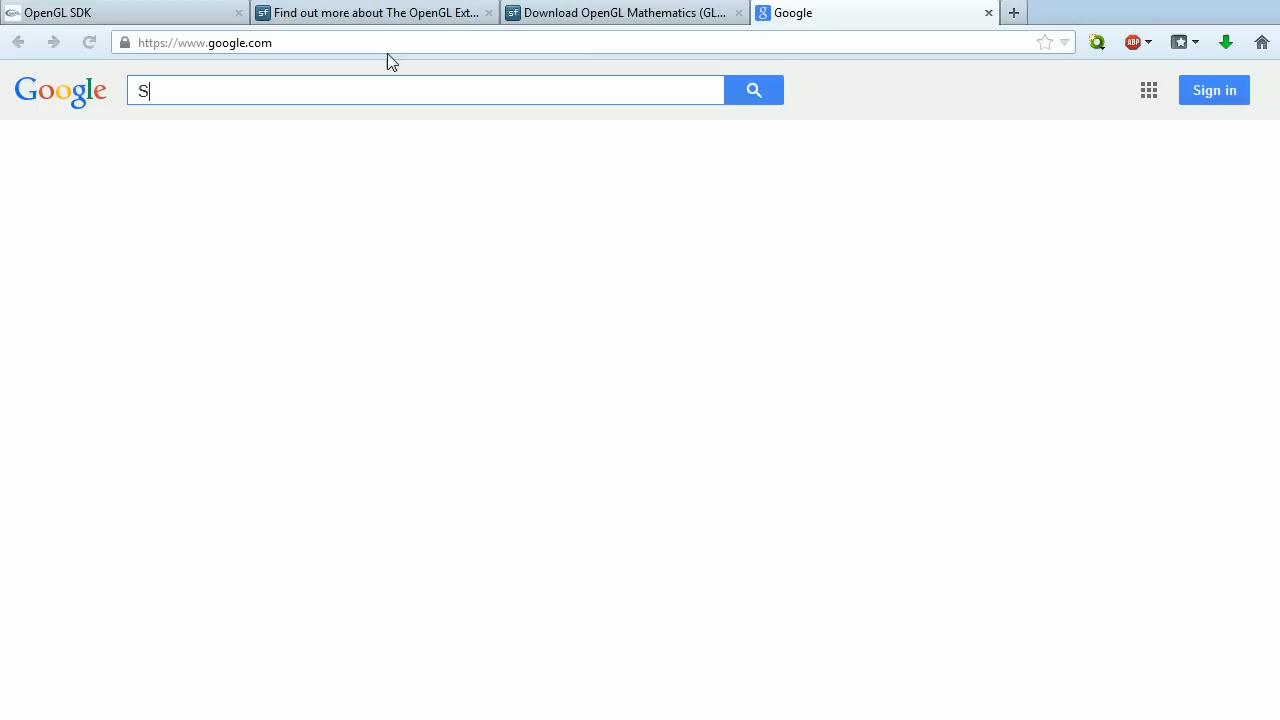 OpenGL SDK
Find out more about The OpenGL Ext...
Download OpenGL Mathematics (GL...
Google
https://www.google.com
ABP
Google
S
Sign in